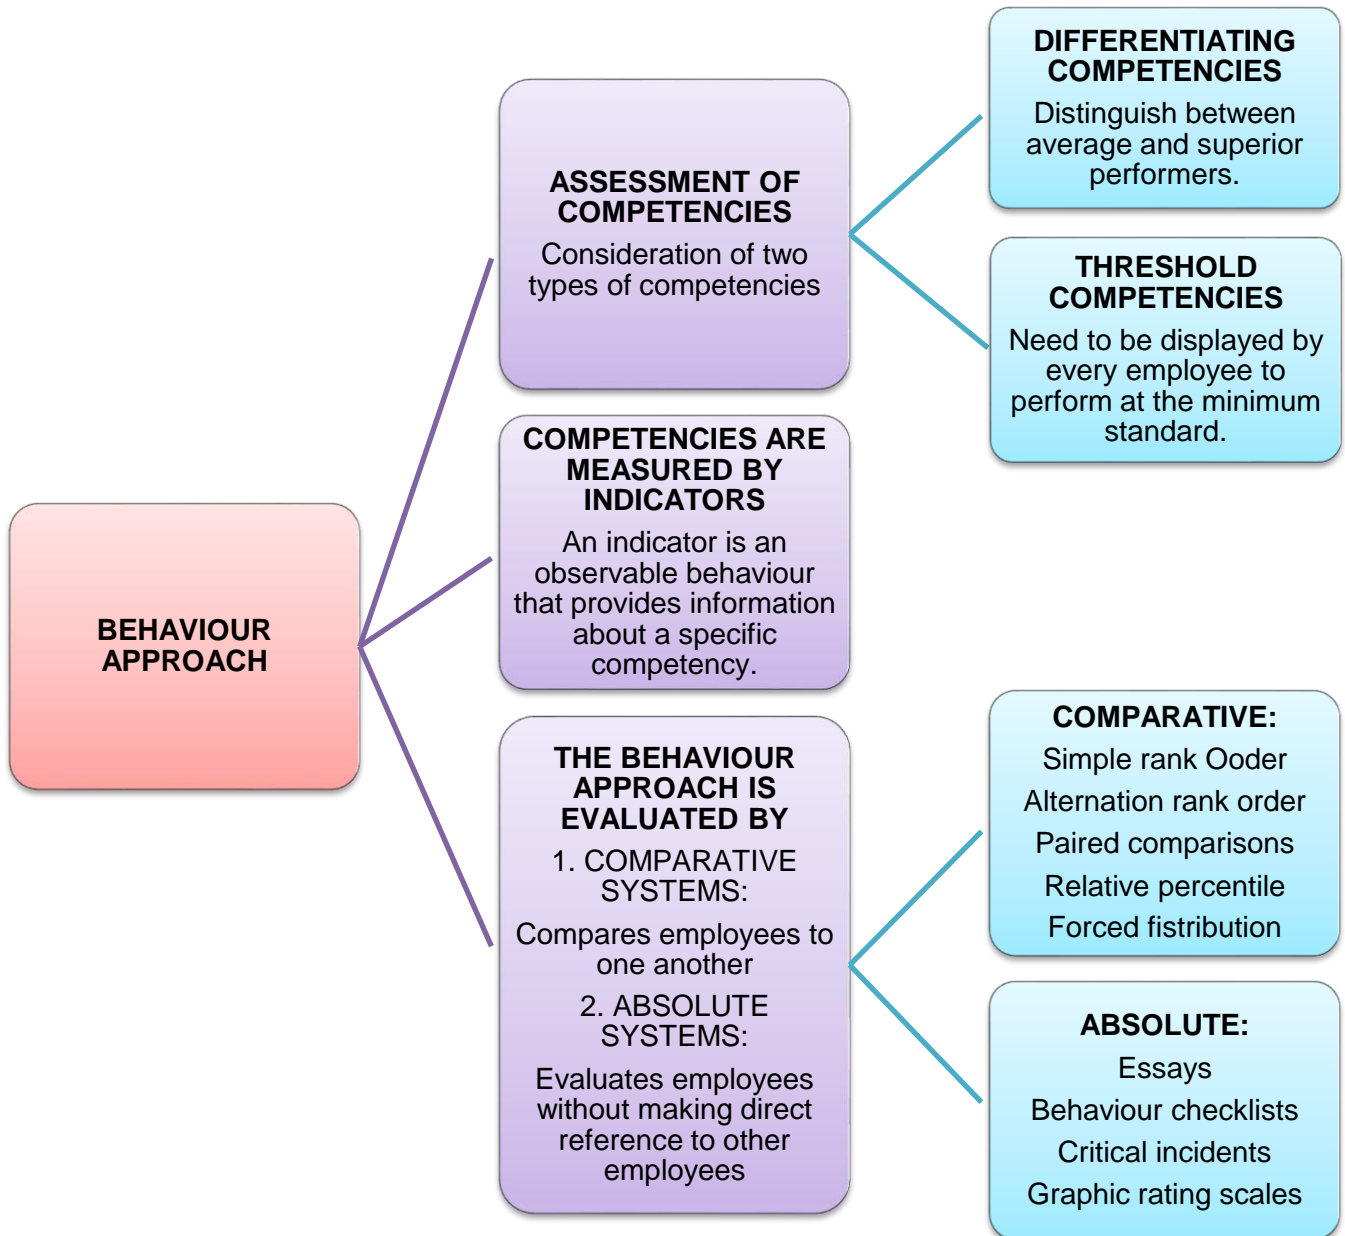 BEHAVIOUR
APPROACH
ASSESSMENT OF
COMPETENCIES
Consideration of two
types of competencies
DIFFERENTIATING
COMPETENCIES
Distinguish between
average and superior
performers.
THRESHOLD
COMPETENCIES
Need to be displayed by
every employee to
perform at the minimum
standard.
COMPETENCIES ARE
MEASURED BY
INDICATORS
An indicator is an
observable behaviour
that provides information
about a specific
competency.
THE BEHAVIOUR
APPROACH IS
EVALUATED BY
1. COMPARATIVE
SYSTEMS:
Compares employees to
one another
2. ABSOLUTE
SYSTEMS:
Evaluates employees
without making direct
reference to other
employees
COMPARATIVE:
Simple rank Ooder
Alternation rank order
Paired comparisons
Relative percentile
Forced fistribution
ABSOLUTE:
Essays
Behaviour checklists
Critical incidents
Graphic rating scales